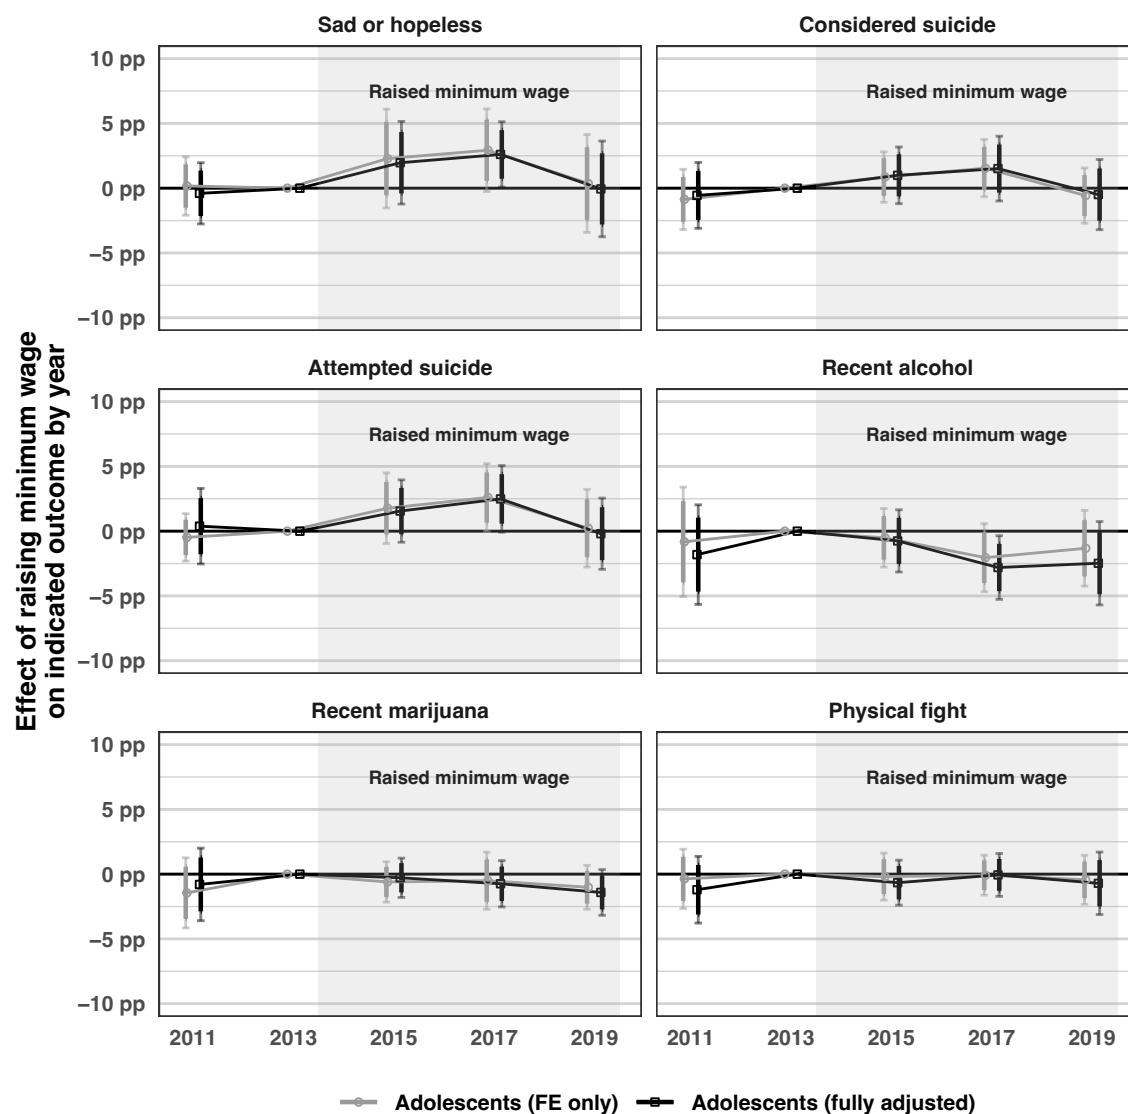 Sad or hopeless
Considered suicide
10 pp
5 pp
0 pp
−5 pp
−10 pp
Raised minimum wage
Raised minimum wage
Attempted suicide
Recent alcohol
10 pp
5 pp
0 pp
−5 pp
−10 pp
Raised minimum wage
Raised minimum wage
Effect of raising minimum wage
on indicated outcome by year
Recent marijuana
Physical fight
10 pp
5 pp
0 pp
−5 pp
−10 pp
Raised minimum wage
Raised minimum wage
2011 2013 2015 2017 2019
2011 2013 2015 2017 2019
Adolescents (FE only) Adolescents (fully adjusted)